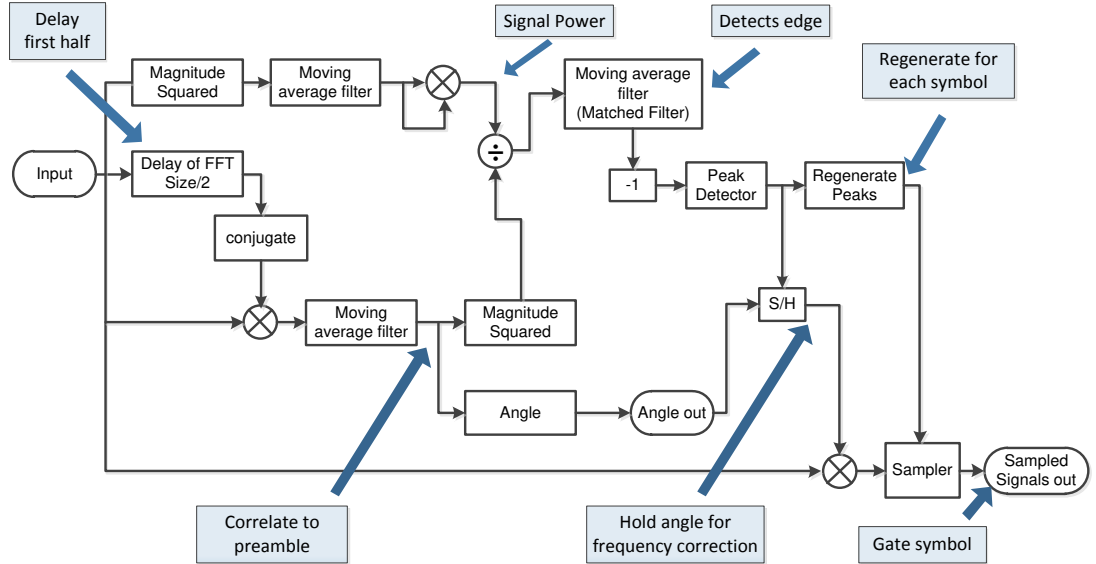 Delay
first half
Signal Power
Detects edge
Regenerate for
each symbol
Magnitude
Squared
Moving
average filter
Moving average
filter
(Matched Filter)
÷
Input
Delay of FFT
Size/2
-1
Peak
Detector
Regenerate
Peaks
conjugate
Moving
average filter
Magnitude
Squared
S/H
Angle
Angle out
Sampler
Sampled
Signals out
Correlate to
preamble
Hold angle for
frequency correction
Gate symbol